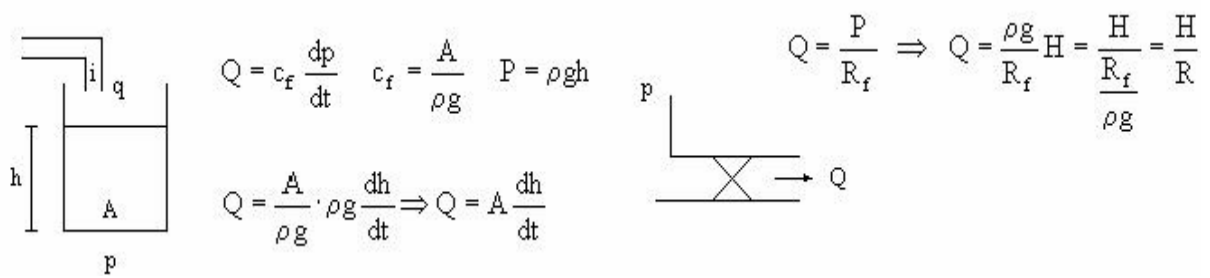 i
q
h
A
p
Q = c_f dp/dt   c_f = A/ρg   P = ρgh
Q = A/ρg · ρg dh/dt ⇒ Q = A dh/dt
p
Q
Q = P/R_f ⇒ Q = ρg/R_f H = H/(R_f/ρg) = H/R